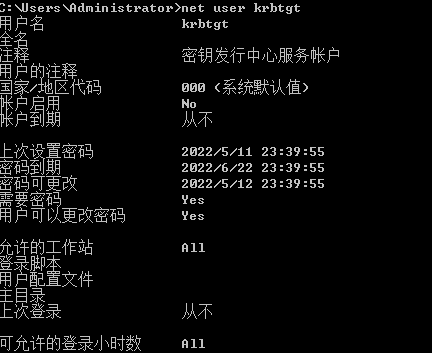 C:\Users\Administrator>net user krbtgt
用户名 krbtgt
全名
注释 密钥发行中心服务帐户
用户的注释
国家/地区代码 000 (系统默认值)
帐户启用 No
帐户到期 从不
上次设置密码 2022/5/11 23:39:55
密码到期 2022/6/22 23:39:55
密码可更改 2022/5/12 23:39:55
需要密码 Yes
用户可以更改密码 Yes
允许的工作站 All
登录脚本
用户配置文件
主目录
上次登录 从不
可允许的登录小时数 All